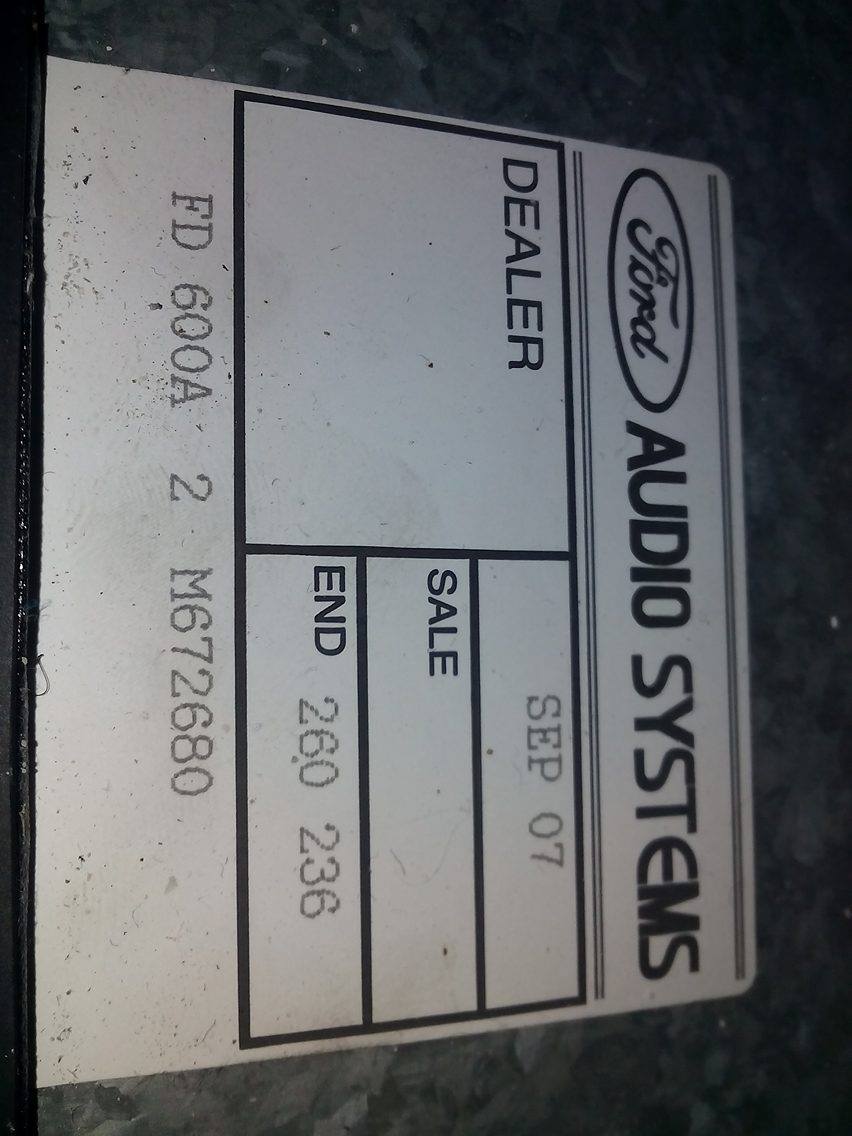 Ford AUDIO SYSTEMS
DEALER
SEP 07
SALE
END 260 236
FD 600A 2 M672680